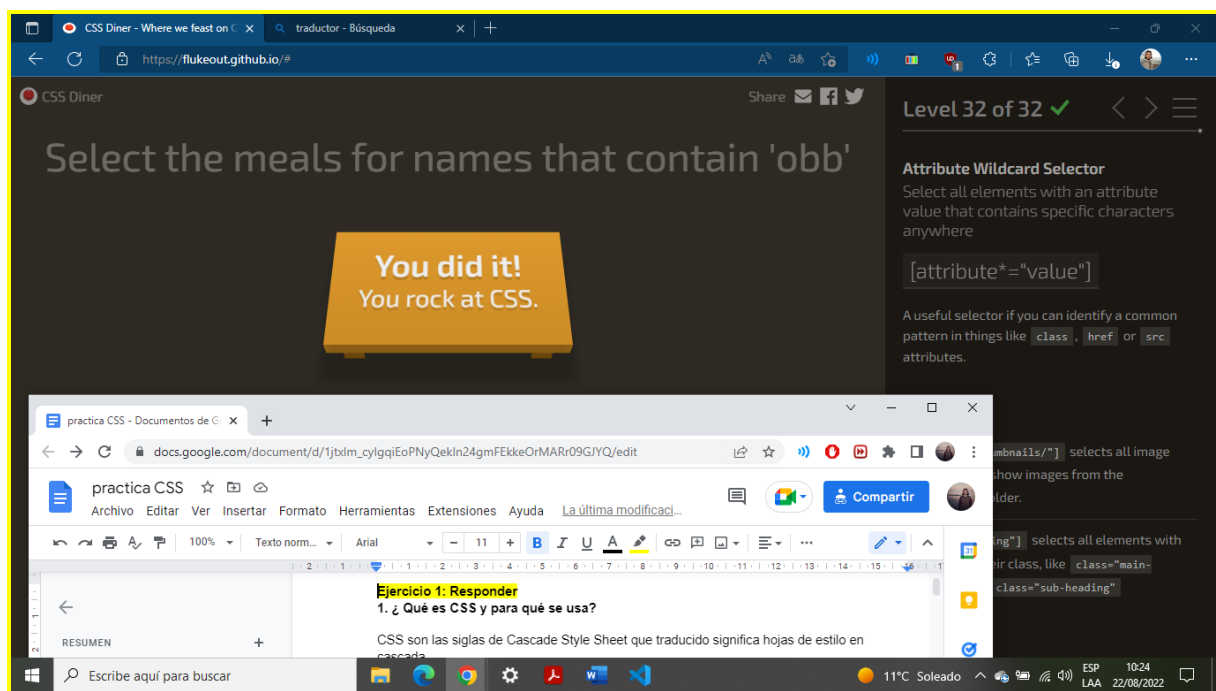 CSS Diner - Where we feast on C
traductor - Búsqueda
https://flukeout.github.io/#
CSS Diner
Share
Select the meals for names that contain 'obb'
You did it!
You rock at CSS.
Level 32 of 32
Attribute Wildcard Selector
Select all elements with an attribute
value that contains specific characters
anywhere
[attribute*="value"]
A useful selector if you can identify a common
pattern in things like class, href or src
attributes.
umbnails/"] selects all image
show images from the
lder.
ing"] selects all elements with
eir class, like class="main-
class="sub-heading"
practica CSS - Documentos de G
docs.google.com/document/d/1jtxlm_cylgqiEoPNyQekln24gmFEkkeOrMARr09GJYQ/edit
practica CSS
Archivo Editar Ver Insertar Formato Herramientas Extensiones Ayuda La última modificaci...
Compartir
100% Texto norm... Arial 11 B I U A
RESUMEN
Ejercicio 1: Responder
1. ¿ Qué es CSS y para qué se usa?
CSS son las siglas de Cascade Style Sheet que traducido significa hojas de estilo en
cascada
Escribe aquí para buscar
11°C Soleado
ESP
LAA
10:24
22/08/2022